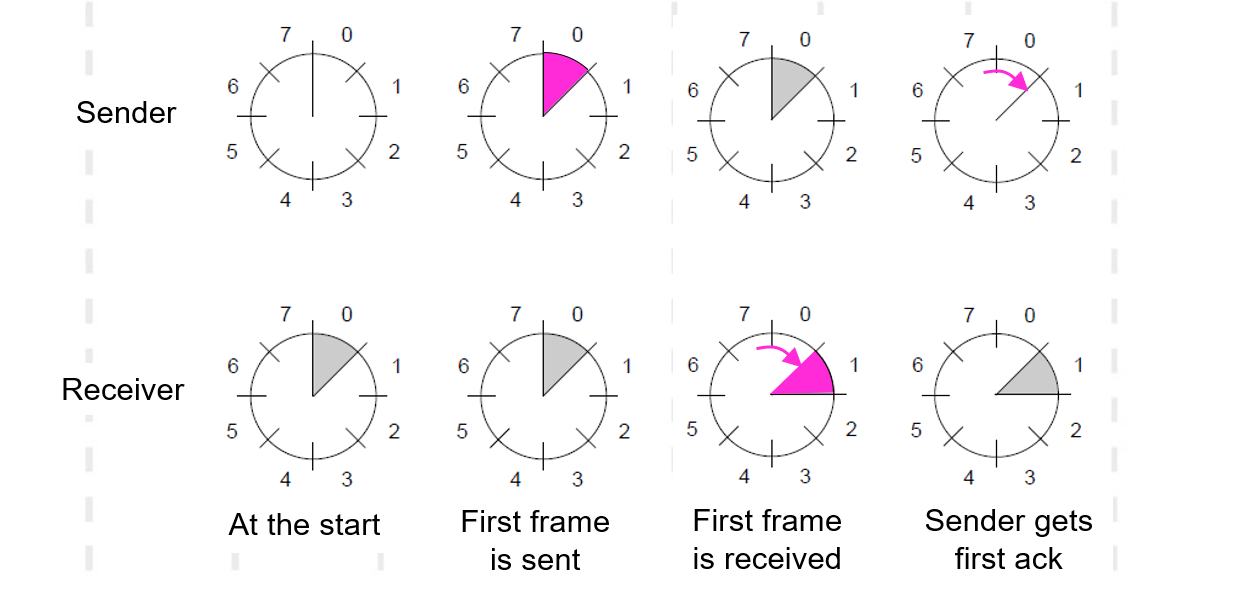 7 0 7 0 7 0 7 0
6 1 6 1 6 1 6 1
Sender
5 2 5 2 5 2 5 2
4 3 4 3 4 3 4 3
7 0 7 0 7 0 7 0
6 1 6 1 6 1 6 1
Receiver
5 2 5 2 5 2 5 2
4 3 4 3 4 3 4 3
At the start
First frame
is sent
First frame
is received
Sender gets
first ack